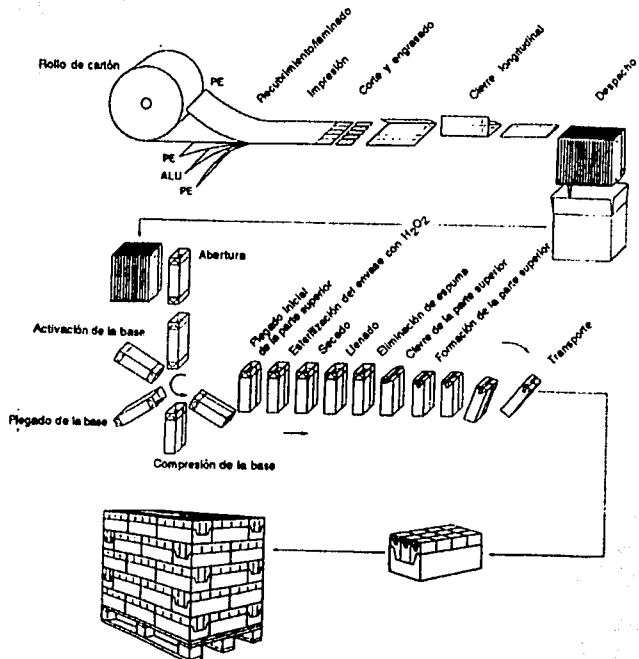 Rollo de cartón
PE
Recubrimiento/laminado
Impresión
Corte y engrasado
Cierre longitudinal
Despacho
PE
ALU
PE
Abertura
Activación de la base
Plegado de la base
Compresión de la base
Plegado inicial
de la parte superior
Esterilización del envase con H₂O₂
Secado
Llenado
Eliminación de espuma
Cierre de la parte superior
Formación de la parte superior
Transporte